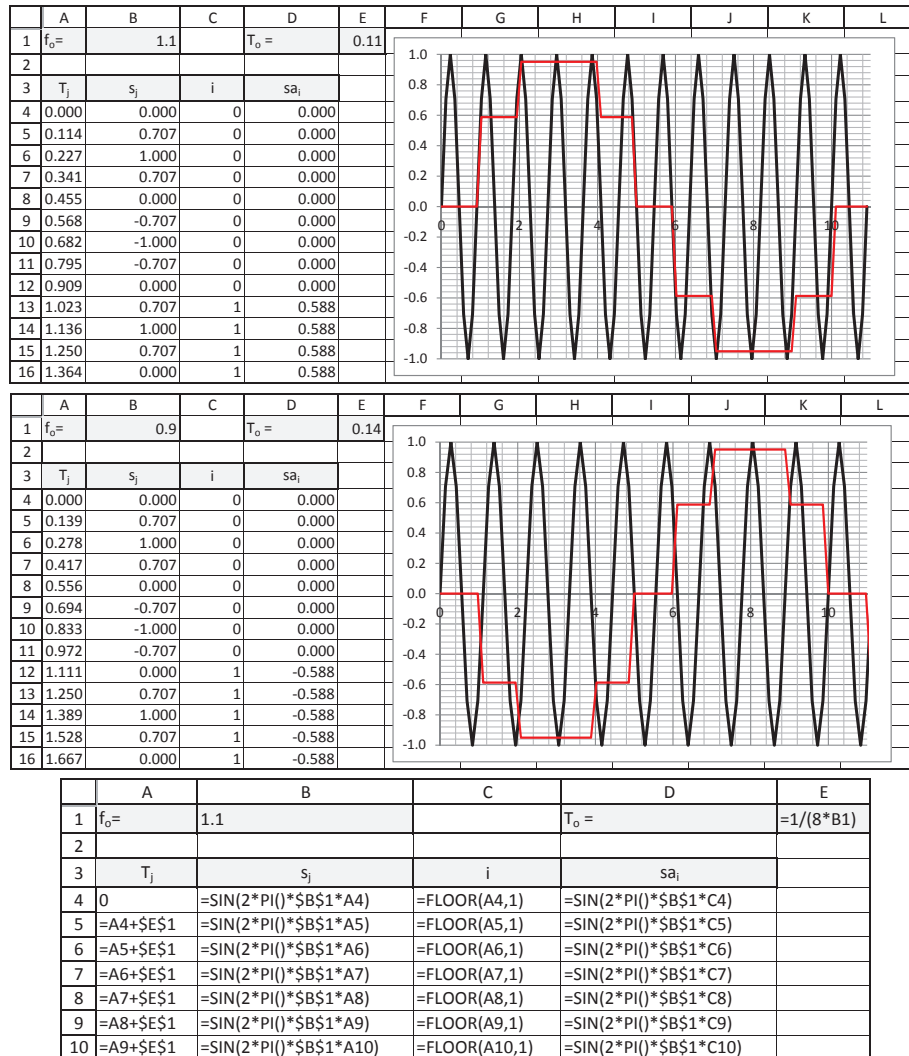 A B C D E F G H I J K L
1 fₒ= 1.1 Tₒ = 0.11
2
3 Tⱼ sⱼ i saᵢ
4 0.000 0.000 0 0.000
5 0.114 0.707 0 0.000
6 0.227 1.000 0 0.000
7 0.341 0.707 0 0.000
8 0.455 0.000 0 0.000
9 0.568 -0.707 0 0.000
10 0.682 -1.000 0 0.000
11 0.795 -0.707 0 0.000
12 0.909 0.000 0 0.000
13 1.023 0.707 1 0.588
14 1.136 1.000 1 0.588
15 1.250 0.707 1 0.588
16 1.364 0.000 1 0.588
1.0
0.8
0.6
0.4
0.2
0.0
0 2 4 6 8 10
-0.2
-0.4
-0.6
-0.8
-1.0
A B C D E F G H I J K L
1 fₒ= 0.9 Tₒ = 0.14
2
3 Tⱼ sⱼ i saᵢ
4 0.000 0.000 0 0.000
5 0.139 0.707 0 0.000
6 0.278 1.000 0 0.000
7 0.417 0.707 0 0.000
8 0.556 0.000 0 0.000
9 0.694 -0.707 0 0.000
10 0.833 -1.000 0 0.000
11 0.972 -0.707 0 0.000
12 1.111 0.000 1 -0.588
13 1.250 0.707 1 -0.588
14 1.389 1.000 1 -0.588
15 1.528 0.707 1 -0.588
16 1.667 0.000 1 -0.588
1.0
0.8
0.6
0.4
0.2
0.0
0 2 4 6 8 10
-0.2
-0.4
-0.6
-0.8
-1.0
A B C D E
1 fₒ= 1.1 Tₒ = =1/(8*B1)
2
3 Tⱼ sⱼ i saᵢ
4 0 =SIN(2*PI()*$B$1*A4) =FLOOR(A4,1) =SIN(2*PI()*$B$1*C4)
5 =A4+$E$1 =SIN(2*PI()*$B$1*A5) =FLOOR(A5,1) =SIN(2*PI()*$B$1*C5)
6 =A5+$E$1 =SIN(2*PI()*$B$1*A6) =FLOOR(A6,1) =SIN(2*PI()*$B$1*C6)
7 =A6+$E$1 =SIN(2*PI()*$B$1*A7) =FLOOR(A7,1) =SIN(2*PI()*$B$1*C7)
8 =A7+$E$1 =SIN(2*PI()*$B$1*A8) =FLOOR(A8,1) =SIN(2*PI()*$B$1*C8)
9 =A8+$E$1 =SIN(2*PI()*$B$1*A9) =FLOOR(A9,1) =SIN(2*PI()*$B$1*C9)
10 =A9+$E$1 =SIN(2*PI()*$B$1*A10) =FLOOR(A10,1) =SIN(2*PI()*$B$1*C10)